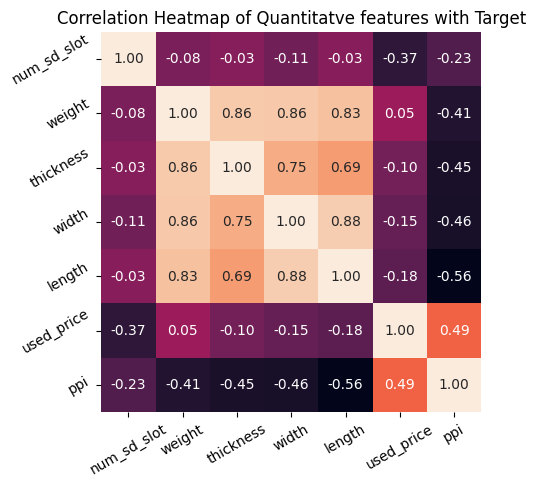 Correlation Heatmap of Quantitatve features with Target
num_sd_slot 1.00 -0.08 -0.03 -0.11 -0.03 -0.37 -0.23
weight -0.08 1.00 0.86 0.86 0.83 0.05 -0.41
thickness -0.03 0.86 1.00 0.75 0.69 -0.10 -0.45
width -0.11 0.86 0.75 1.00 0.88 -0.15 -0.46
length -0.03 0.83 0.69 0.88 1.00 -0.18 -0.56
used_price -0.37 0.05 -0.10 -0.15 -0.18 1.00 0.49
ppi -0.23 -0.41 -0.45 -0.46 -0.56 0.49 1.00
num_sd_slot weight thickness width length used_price ppi